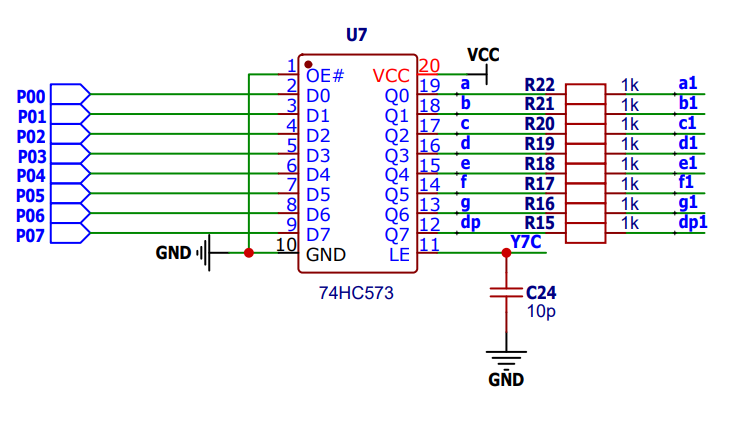 U7
VCC
1 OE# VCC 20
P00 2 D0 Q0 19 a R22 1k a1
P01 3 D1 Q1 18 b R21 1k b1
P02 4 D2 Q2 17 c R20 1k c1
P03 5 D3 Q3 16 d R19 1k d1
P04 6 D4 Q4 15 e R18 1k e1
P05 7 D5 Q5 14 f R17 1k f1
P06 8 D6 Q6 13 g R16 1k g1
P07 9 D7 Q7 12 dp R15 1k dp1
GND 10 GND LE 11 Y7C
74HC573
C24
10p
GND